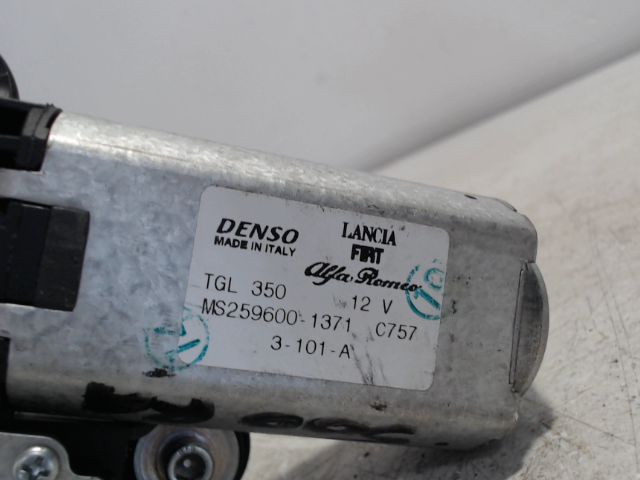 DENSO
MADE IN ITALY
LANCIA
FIAT
Alfa Romeo
TGL 350 12 V
MS259600-1371 C757
3-101-A